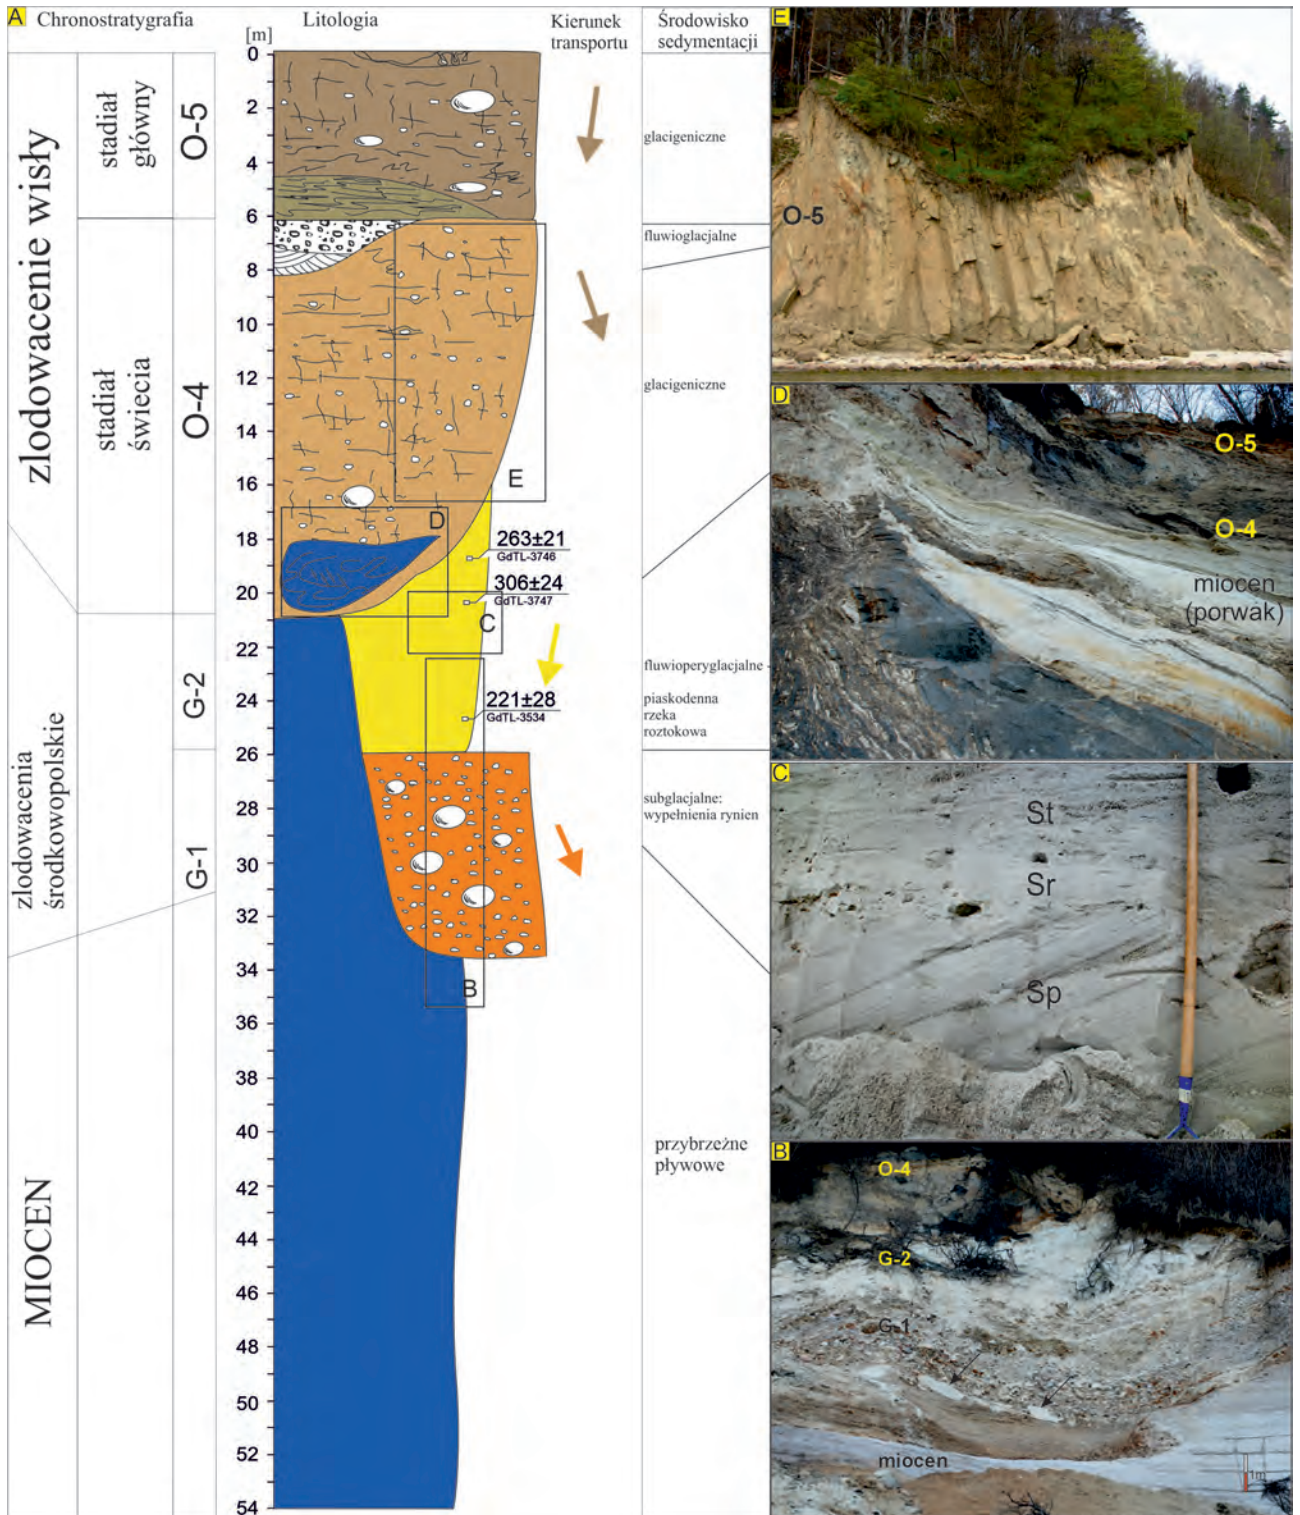 A
Chronostratygrafia
Litologia
Kierunek
transportu
Środowisko
sedymentacji
[m]
0
2
4
6
8
10
12
14
16
18
20
22
24
26
28
30
32
34
36
38
40
42
44
46
48
50
52
54
zlodowacenie wisły
stadiał
główny
O-5
stadiał
świecia
O-4
zlodowacenia
środkowopolskie
G-2
G-1
MIOCEN
E
D
263±21
GdTL-3746
306±24
GdTL-3747
C
221±28
GdTL-3534
B
glacigeniczne
fluwioglacjalne
glacigeniczne
fluwioperyglacjalne
piaskodenna
rzeka
roztokowa
subglacjalne:
wypełnienia rynien
przybrzeżne
pływowe
E
O-5
D
O-5
O-4
miocen
(porwak)
C
St
Sr
Sp
B
O-4
G-2
G-1
miocen
1m